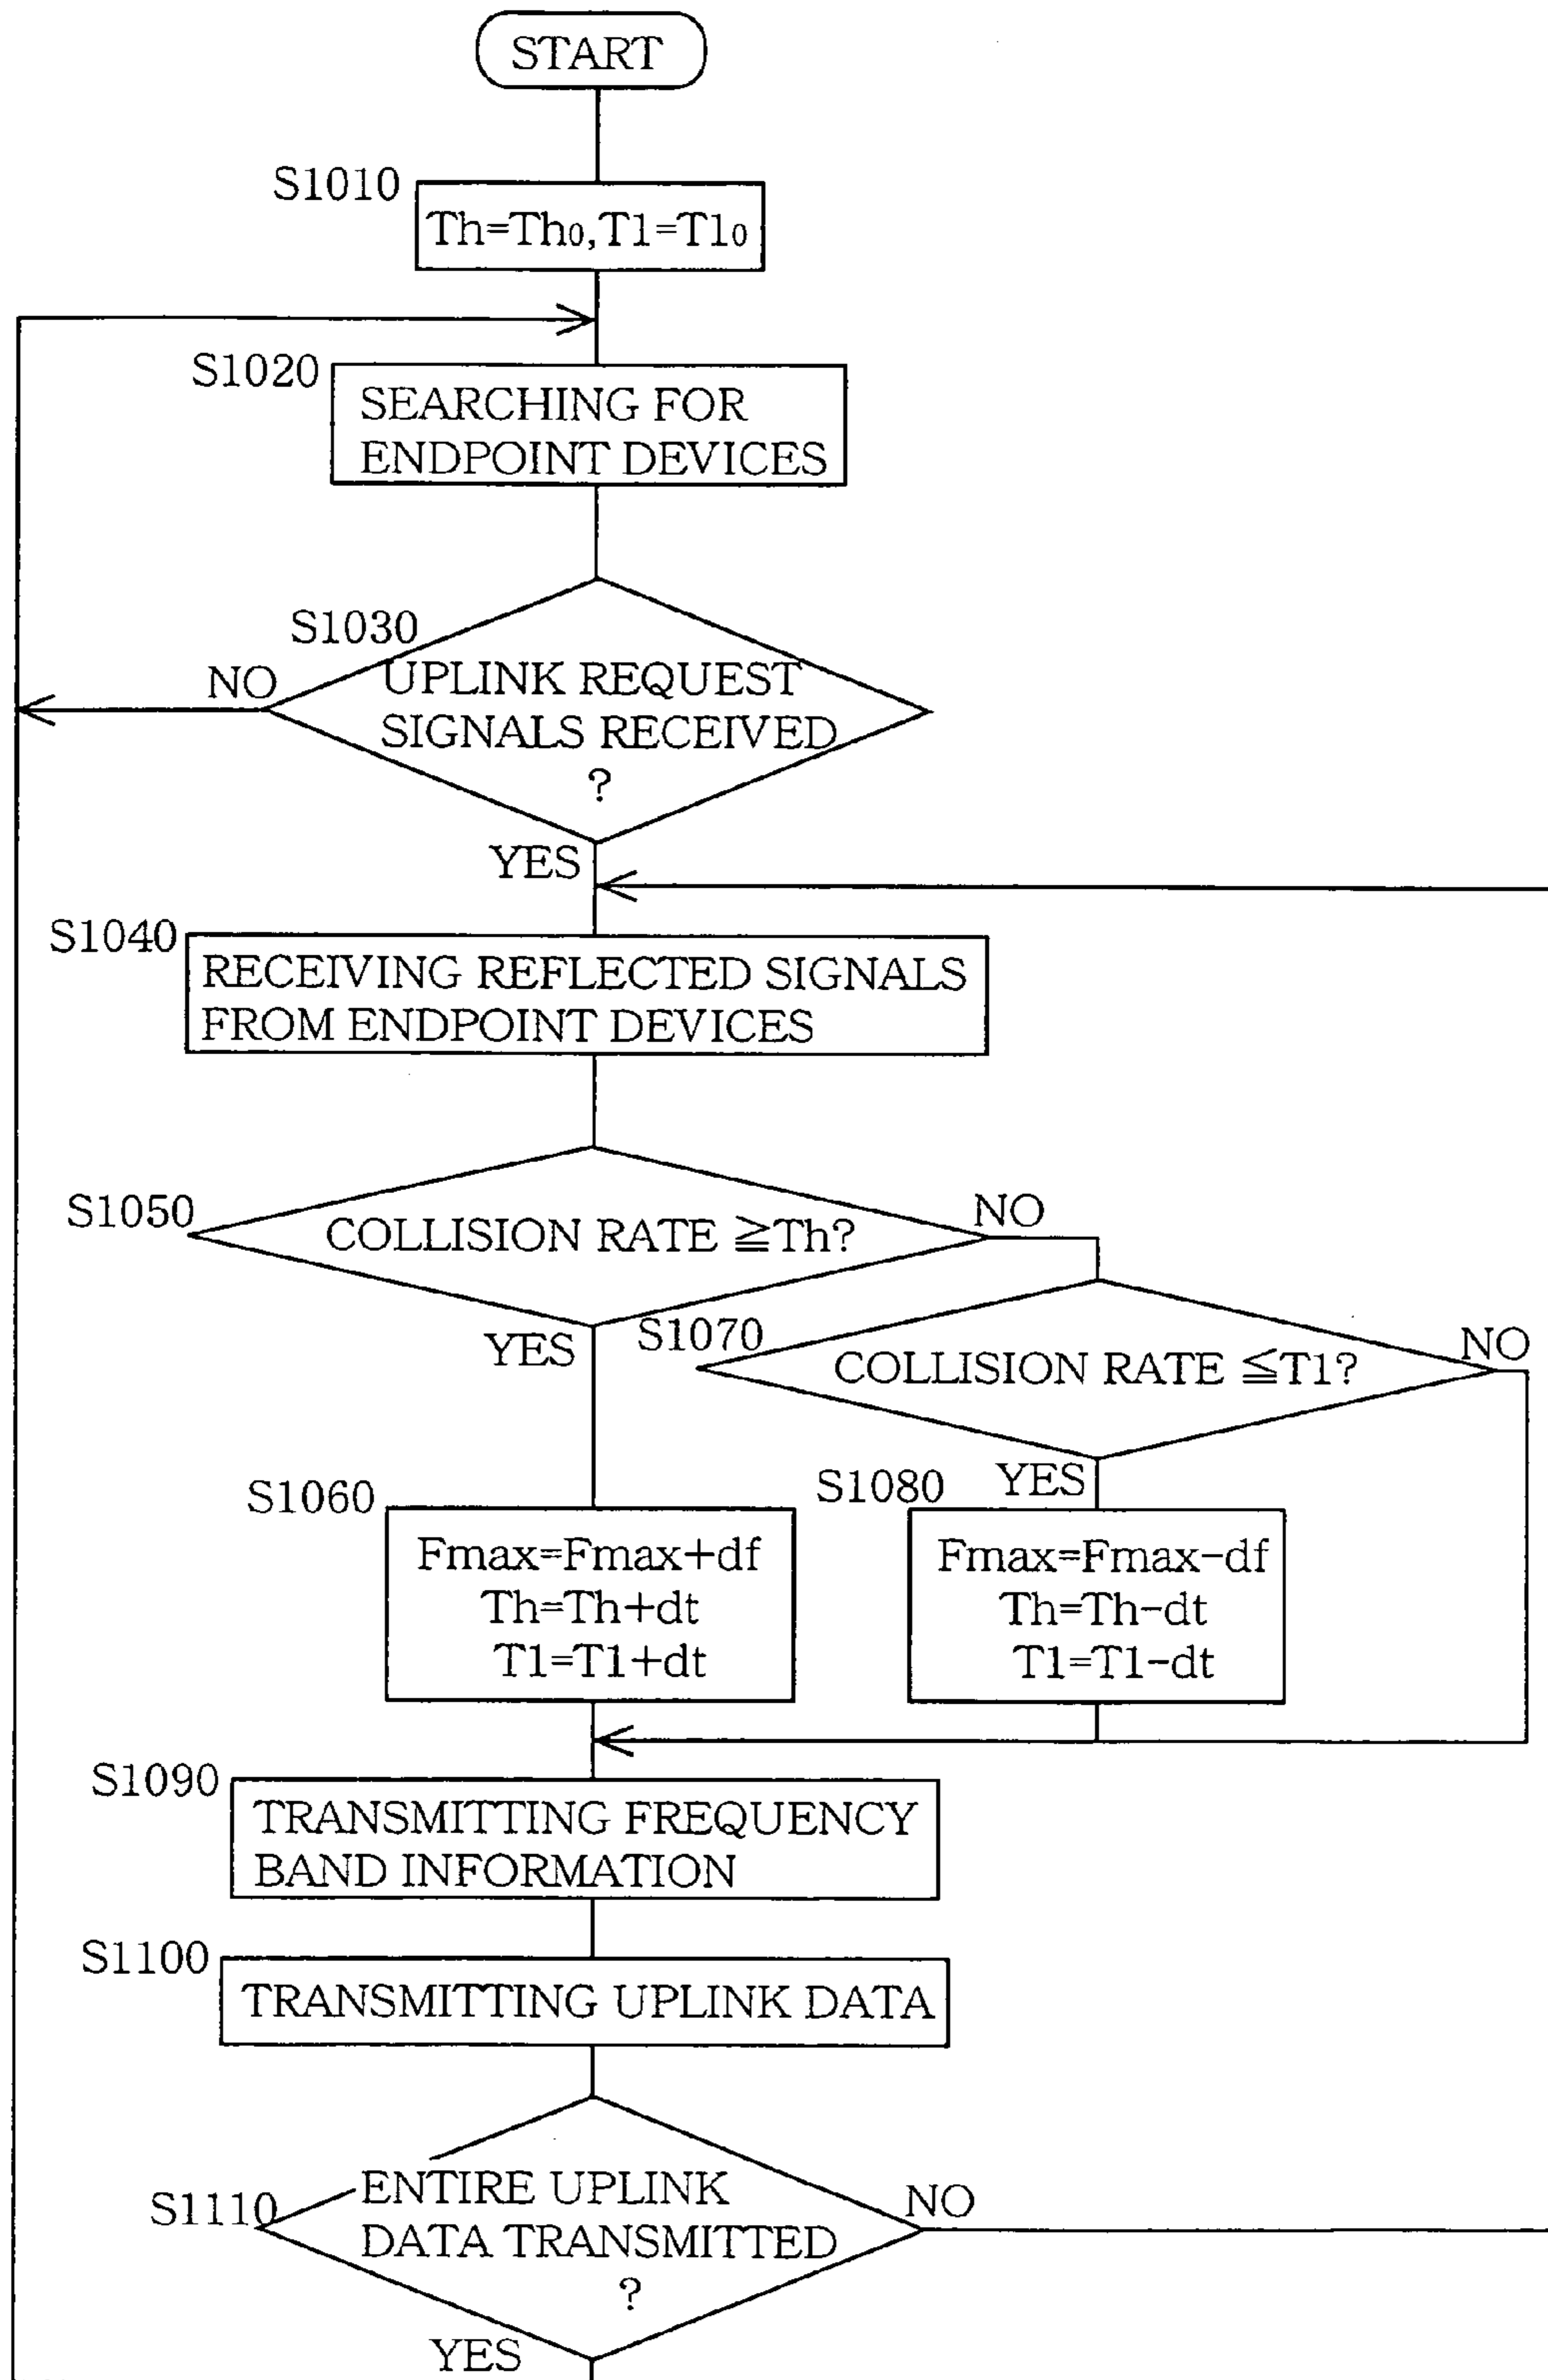 START
S1010
Th=Th₀,T1=T1₀
S1020
SEARCHING FOR
ENDPOINT DEVICES
S1030
NO
UPLINK REQUEST
SIGNALS RECEIVED
?
YES
S1040
RECEIVING REFLECTED SIGNALS
FROM ENDPOINT DEVICES
S1050
COLLISION RATE ≧Th?
NO
YES
S1070
COLLISION RATE ≦T1?
NO
S1060
Fmax=Fmax+df
Th=Th+dt
T1=T1+dt
S1080
YES
Fmax=Fmax-df
Th=Th-dt
T1=T1-dt
S1090
TRANSMITTING FREQUENCY
BAND INFORMATION
S1100
TRANSMITTING UPLINK DATA
S1110
ENTIRE UPLINK
DATA TRANSMITTED
?
NO
YES